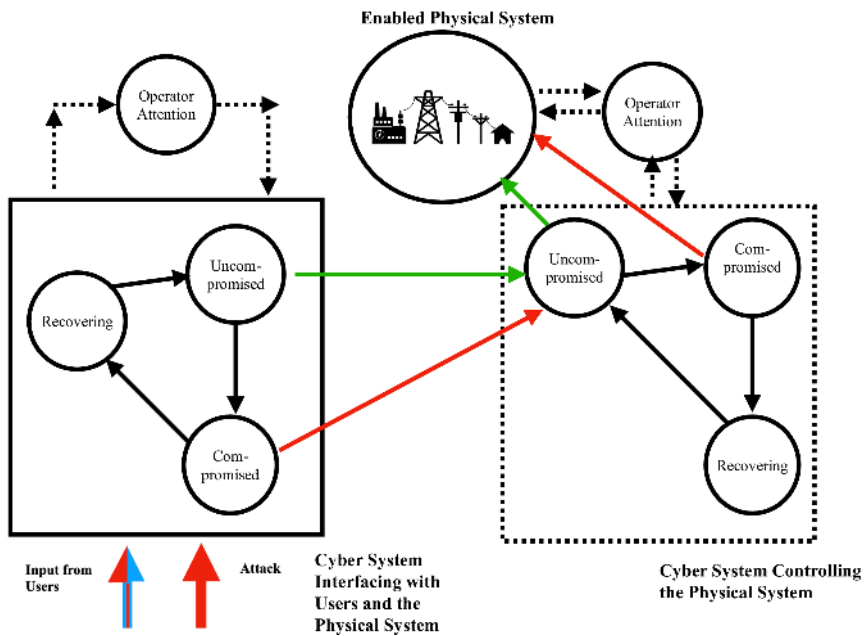 Enabled Physical System
Operator
Attention
Operator
Attention
Uncom-
promised
Recovering
Com-
promised
Uncom-
promised
Com-
promised
Recovering
Input from
Users
Attack
Cyber System
Interfacing with
Users and the
Physical System
Cyber System Controlling
the Physical System